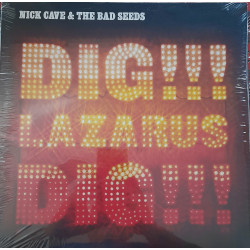 NICK CAVE & THE BAD SEEDS
DIG!!!
LAZARUS
DIG!!!